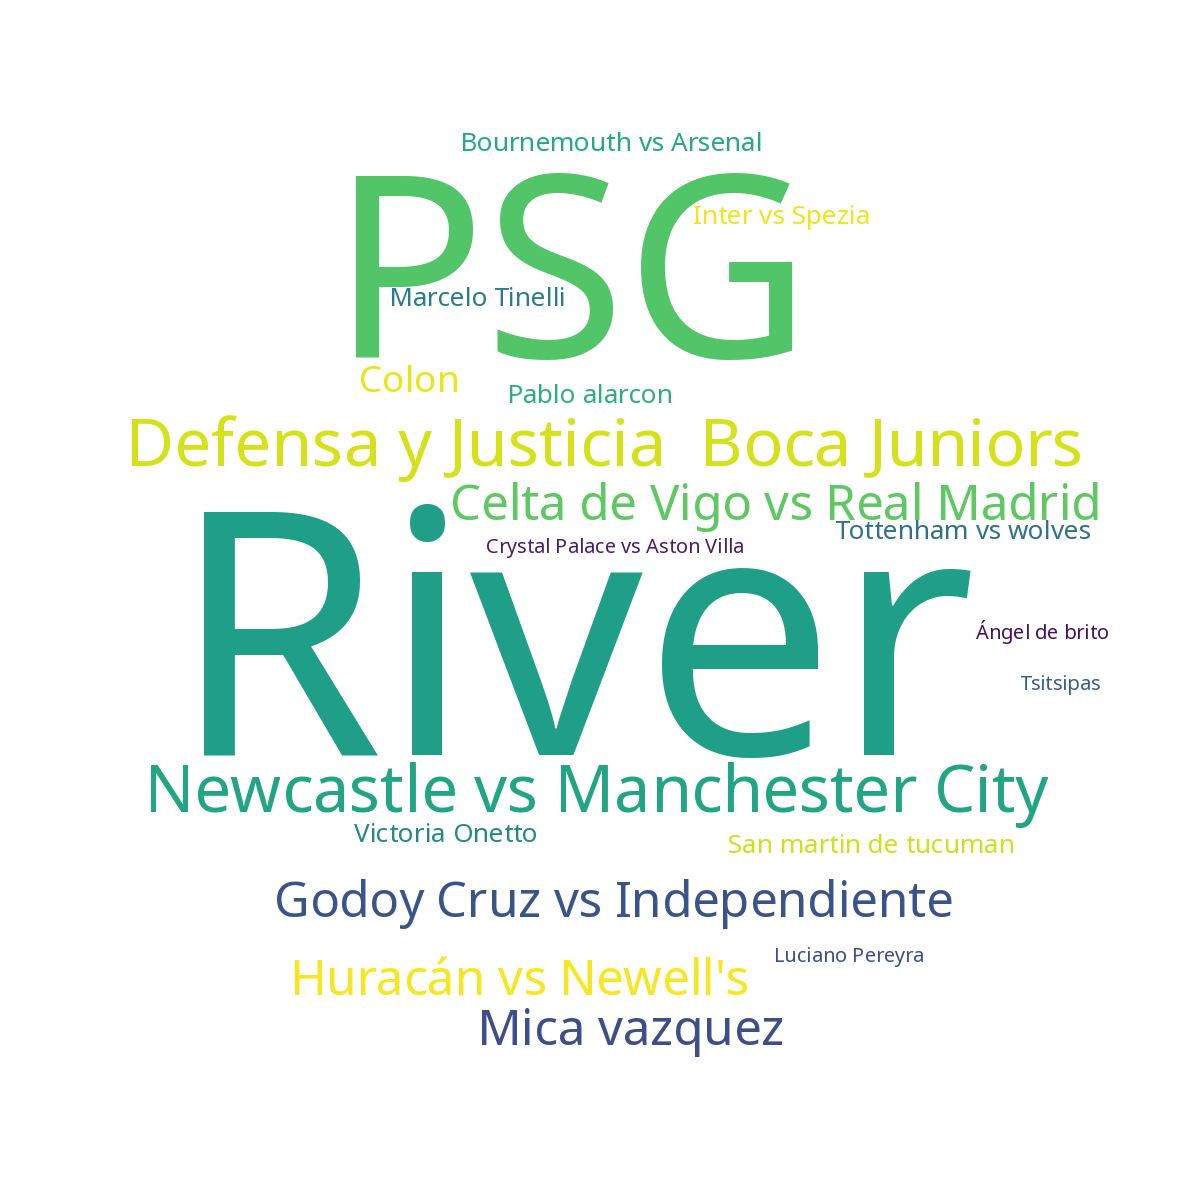 Bournemouth vs Arsenal
PSG
Inter vs Spezia
Marcelo Tinelli
Colon
Pablo alarcon
Defensa y Justicia
Boca Juniors
Celta de Vigo vs Real Madrid
Tottenham vs wolves
Crystal Palace vs Aston Villa
River
Ángel de brito
Tsitsipas
Newcastle vs Manchester City
Victoria Onetto
San martin de tucuman
Godoy Cruz vs Independiente
Luciano Pereyra
Huracán vs Newell's
Mica vazquez